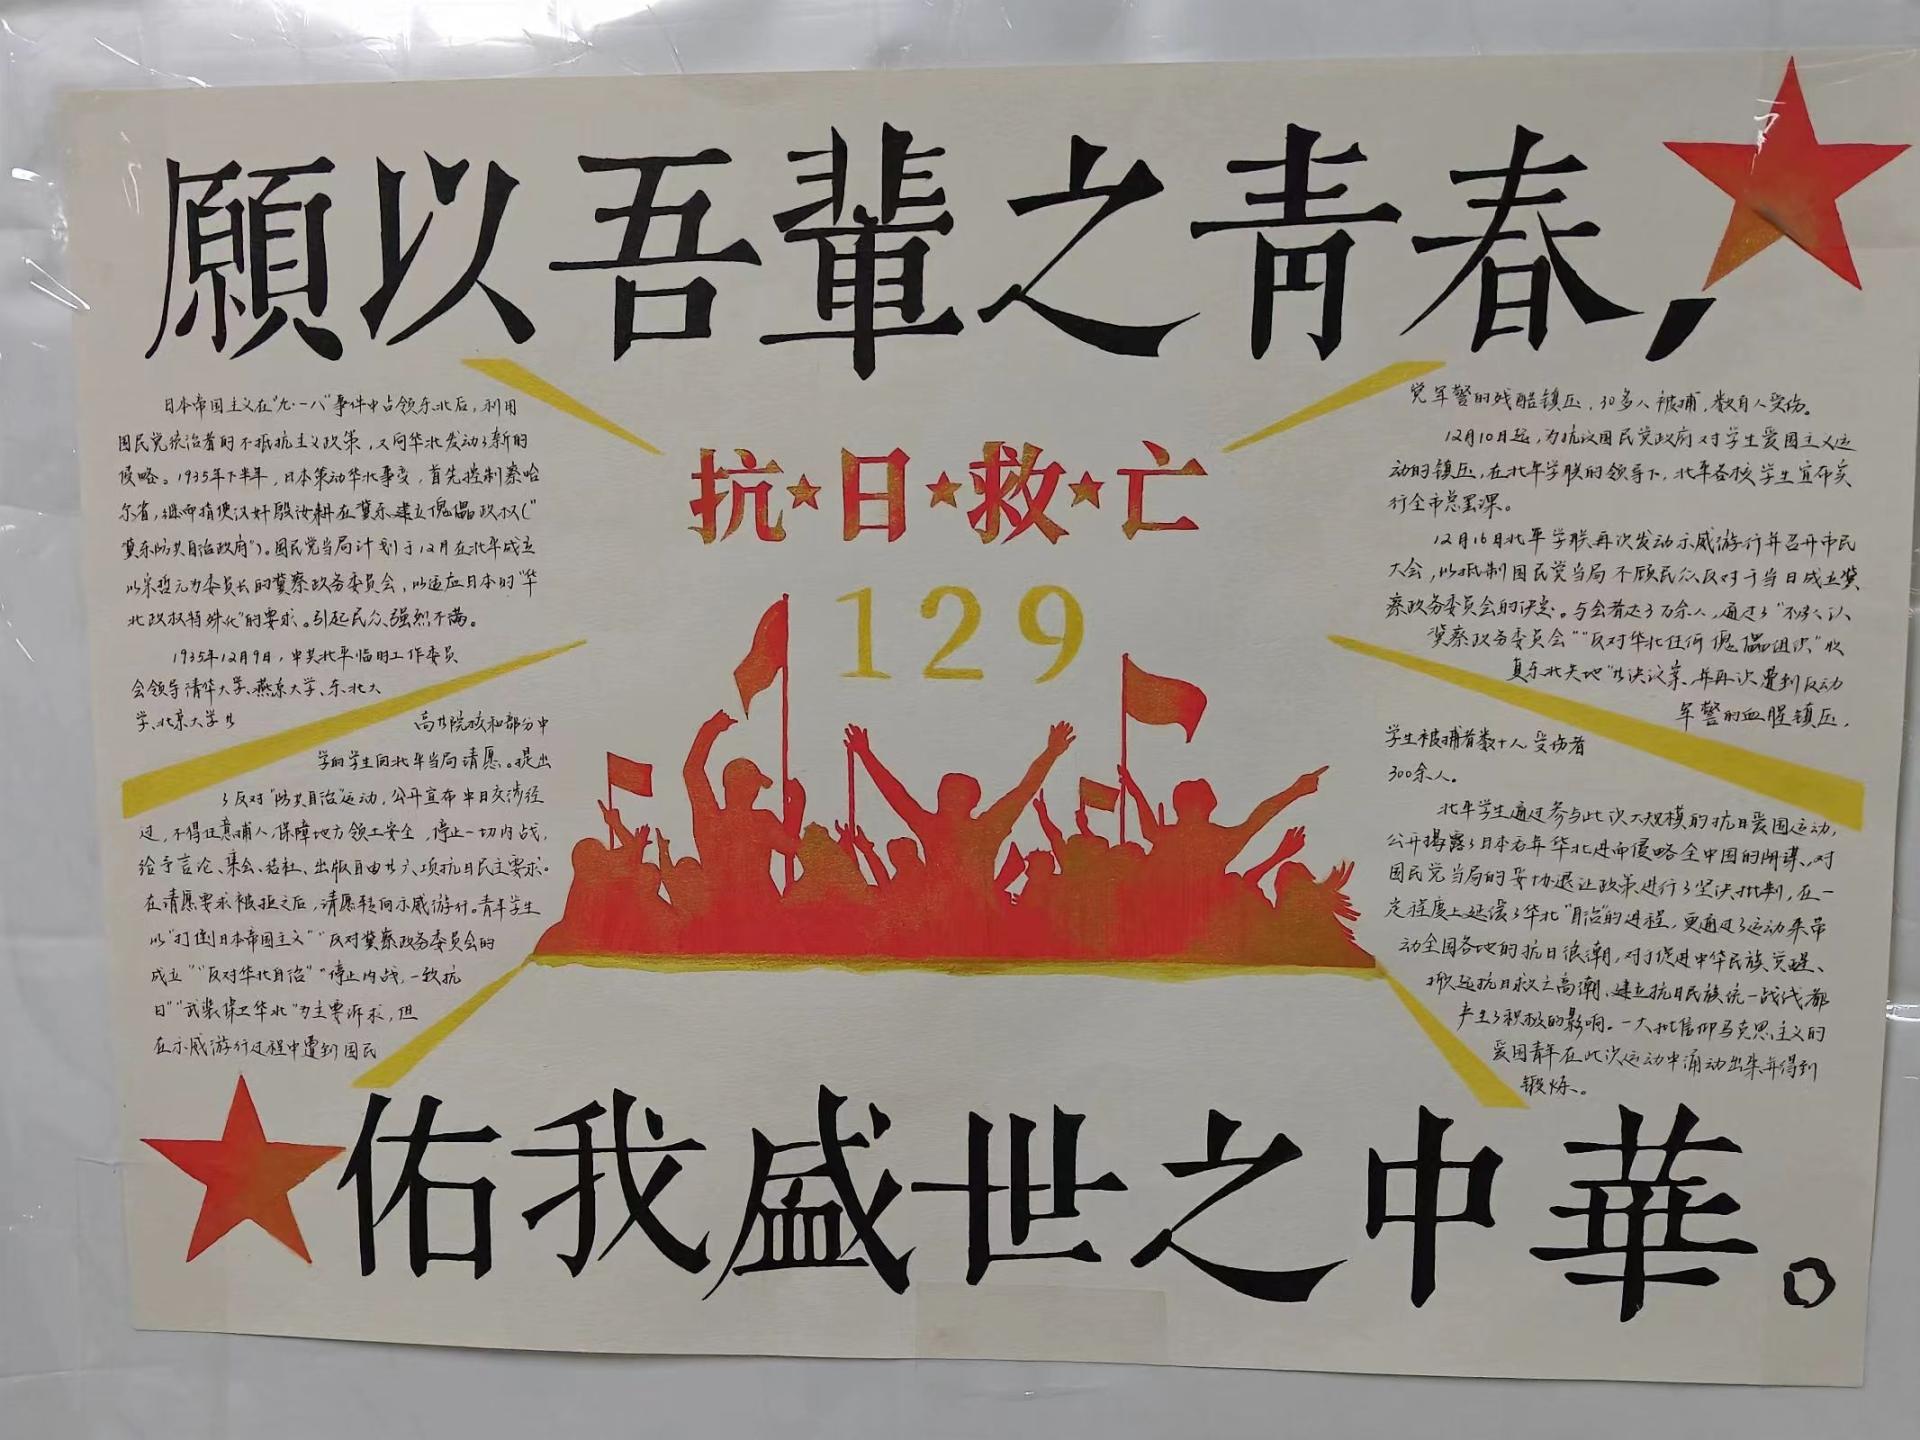 願以吾輩之青春，
抗★日★救★亡
129
日本帝国主义在"九·一八"事件中占领东北后，利用
国民党统治者的不抵抗主义政策，又向华北发动了新的
侵略。1935年下半年，日本策动华北事变，首先控制察哈
尔省，继而指使汉奸殷汝耕在冀东建立傀儡政权("
冀东防共自治政府")。国民党当局计划于12月在北平成立
以宋哲元为委员长的冀察政务委员会，以适应日本的"华
北政权特殊化"的要求。引起民众强烈不满。
1935年12月9日，中共北平临时工作委员
会领导清华大学、燕京大学、东北大
学、北京大学等
高等院校和部分中
学的学生向北平当局请愿。提出
了反对"防共自治"运动，公开宣布中日交涉经
过，不得任意捕人，保障地方领土安全，停止一切内战，
给予言论、集会、结社、出版自由等六项抗日民主要求。
在请愿要求被拒之后，请愿转向示威游行。青年学生
以"打倒日本帝国主义""反对冀察政务委员会的
成立""反对华北自治""停止内战，一致抗
日""武装保卫华北"为主要诉求，但
在示威游行过程中遭到国民
党军警的残酷镇压，30多人被捕，数百人受伤。
12月10日起，为抗议国民党政府对学生爱国主义运
动的镇压，在北平学联的领导下，北平各校学生宣布实
行全市总罢课。
12月16日北平学联再次发动示威游行并召开市民
大会，以抵制国民党当局不顾民众反对于当日成立冀
察政务委员会的决定。与会者达3万余人，通过了"不承认
冀察政务委员会""反对华北任何傀儡组织""收
复东北失地"等决议案，并再次遭到反动
军警的血腥镇压，
学生被捕者数十人受伤者
300余人。
北平学生通过参与此次大规模的抗日爱国运动，
公开揭露了日本吞并华北进而侵略全中国的阴谋，对
国民党当局的妥协退让政策进行了坚决批判，在一
定程度上延缓了华北"自治"的进程，更通过了运动来带
动全国各地的抗日浪潮，对于促进中华民族觉醒、
掀起抗日救亡高潮、建立抗日民族统一战线都
产生了积极的影响。一大批信仰马克思主义的
爱国青年在此次运动中涌动出来并得到
锻炼。
佑我盛世之中華。